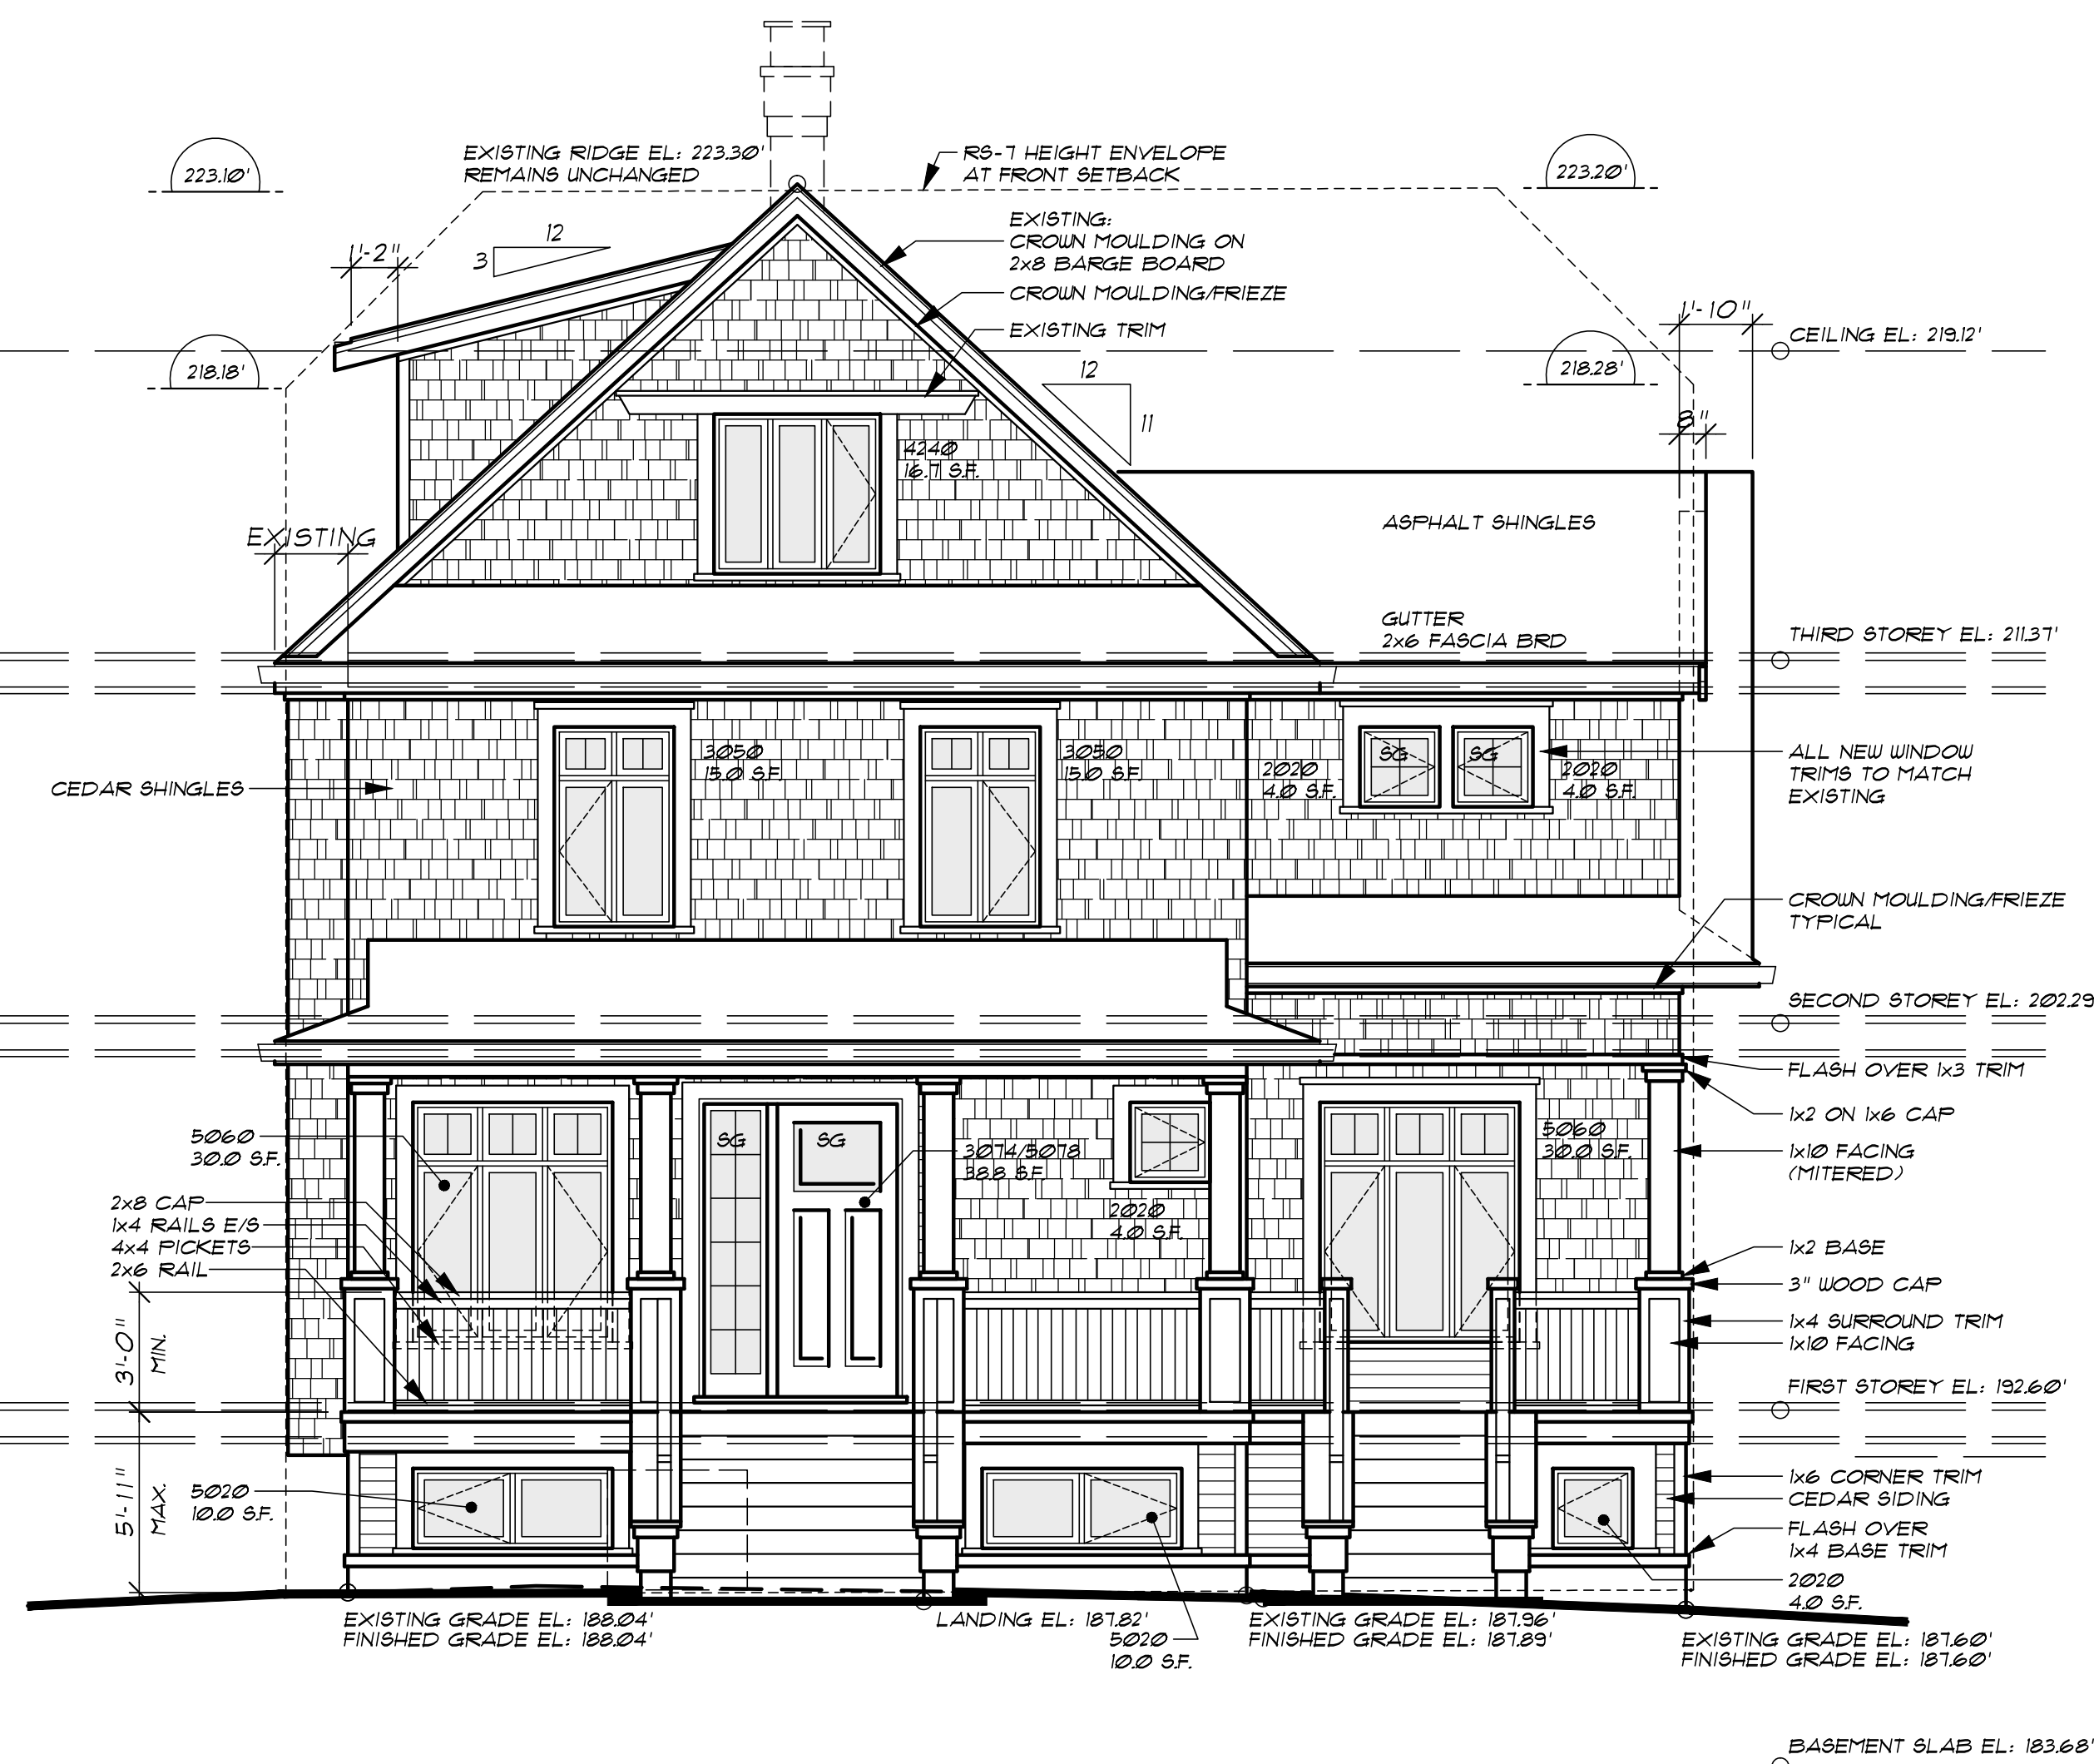 EXISTING RIDGE EL: 223.30'
REMAINS UNCHANGED
RS-7 HEIGHT ENVELOPE
AT FRONT SETBACK
223.10'
223.20'
EXISTING:
CROWN MOULDING ON
2x8 BARGE BOARD
CROWN MOULDING/FRIEZE
EXISTING TRIM
12
3
1'-2"
1'-10"
CEILING EL: 219.12'
218.18'
218.28'
12
11
8"
4240
16.7 S.F.
ASPHALT SHINGLES
EXISTING
GUTTER
2x6 FASCIA BRD
THIRD STOREY EL: 211.37'
3050
15.0 S.F.
3050
15.0 S.F.
SG
SG
2020
4.0 S.F.
2020
4.0 S.F.
ALL NEW WINDOW
TRIMS TO MATCH
EXISTING
CEDAR SHINGLES
CROWN MOULDING/FRIEZE
TYPICAL
SECOND STOREY EL: 202.29
FLASH OVER 1x3 TRIM
1x2 ON 1x6 CAP
5060
30.0 S.F.
SG
SG
3074/5078
38.8 S.F.
5060
30.0 S.F.
1x10 FACING
(MITERED)
2020
4.0 S.F.
2x8 CAP
1x4 RAILS E/S
4x4 PICKETS
2x6 RAIL
1x2 BASE
3" WOOD CAP
1x4 SURROUND TRIM
1x10 FACING
3'-0"
MIN.
FIRST STOREY EL: 192.60'
5'-11"
MAX.
5020
10.0 S.F.
1x6 CORNER TRIM
CEDAR SIDING
FLASH OVER
1x4 BASE TRIM
2020
4.0 S.F.
EXISTING GRADE EL: 188.04'
FINISHED GRADE EL: 188.04'
LANDING EL: 187.82'
5020
10.0 S.F.
EXISTING GRADE EL: 187.96'
FINISHED GRADE EL: 187.89'
EXISTING GRADE EL: 187.60'
FINISHED GRADE EL: 187.60'
BASEMENT SLAB EL: 183.68'